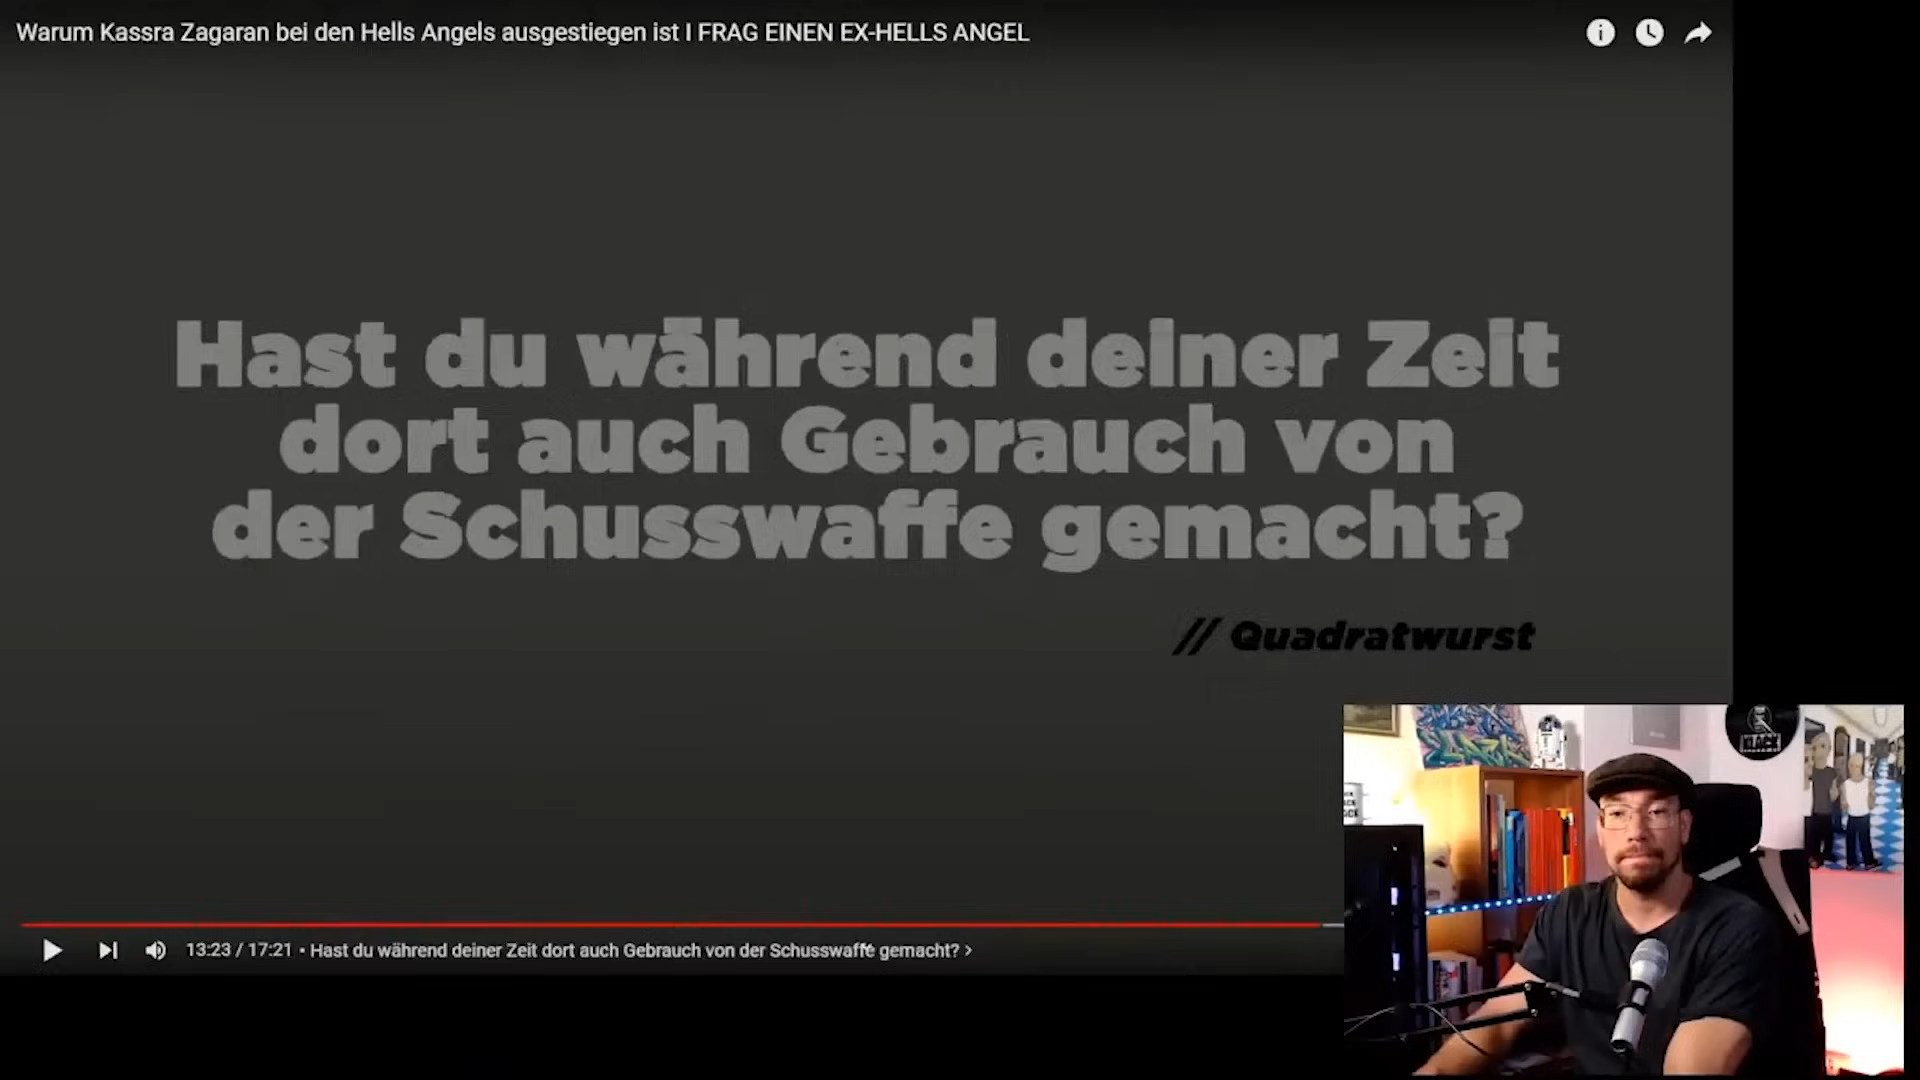 Warum Kassra Zagaran bei den Hells Angels ausgestiegen ist I FRAG EINEN EX-HELLS ANGEL
Hast du während deiner Zeit
dort auch Gebrauch von
der Schusswaffe gemacht?
// Quadratwurst
13:23 / 17:21 • Hast du während deiner Zeit dort auch Gebrauch von der Schusswaffe gemacht? >